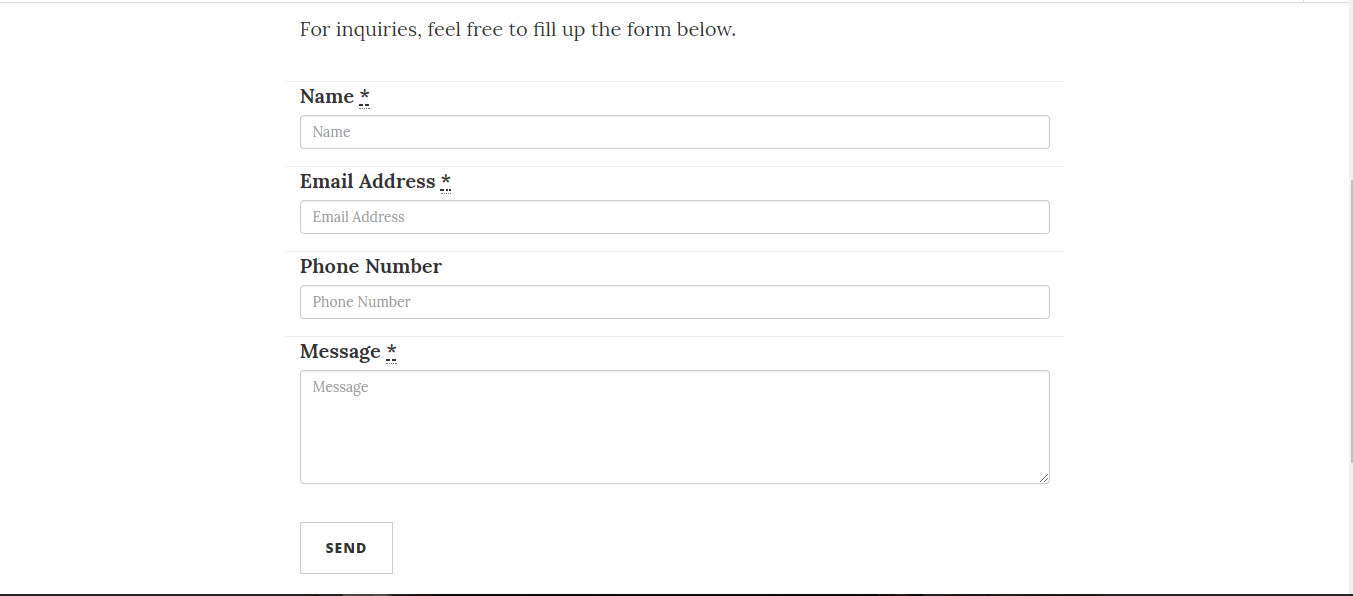 For inquiries, feel free to fill up the form below.
Name *
Name
Email Address *
Email Address
Phone Number
Phone Number
Message *
Message
SEND